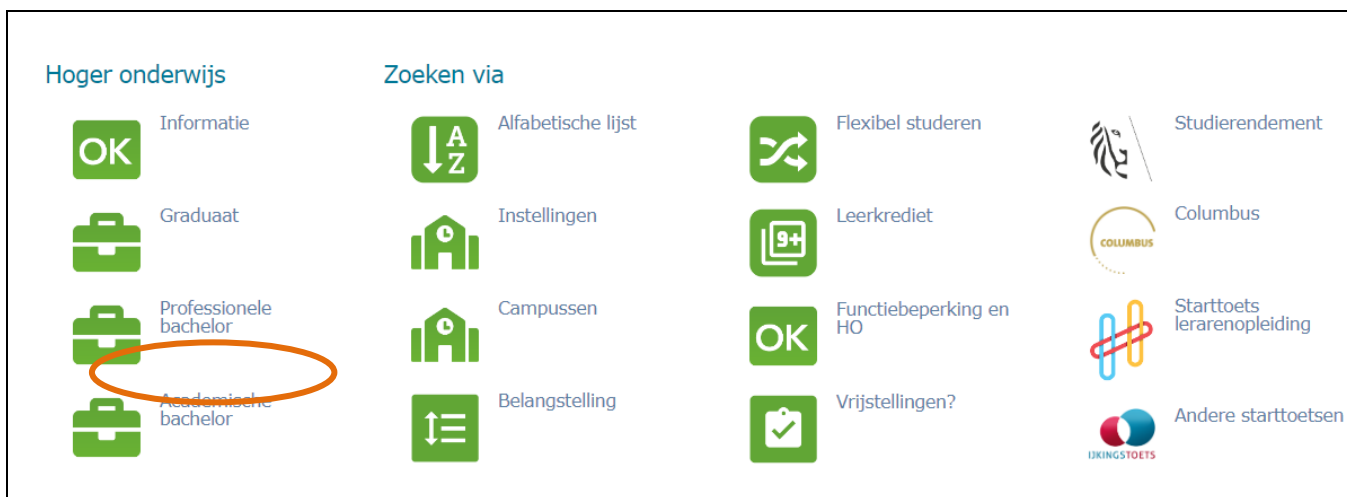 Hoger onderwijs
Zoeken via
OK
Informatie
A
Z
Alfabetische lijst
Flexibel studeren
Studierendement
Graduaat
Instellingen
9+
Leerkrediet
COLUMBUS
Columbus
Professionele
bachelor
Campussen
OK
Functiebeperking en
HO
Starttoets
lerarenopleiding
Academische
bachelor
Belangstelling
Vrijstellingen?
IJKINGSTOETS
Andere starttoetsen